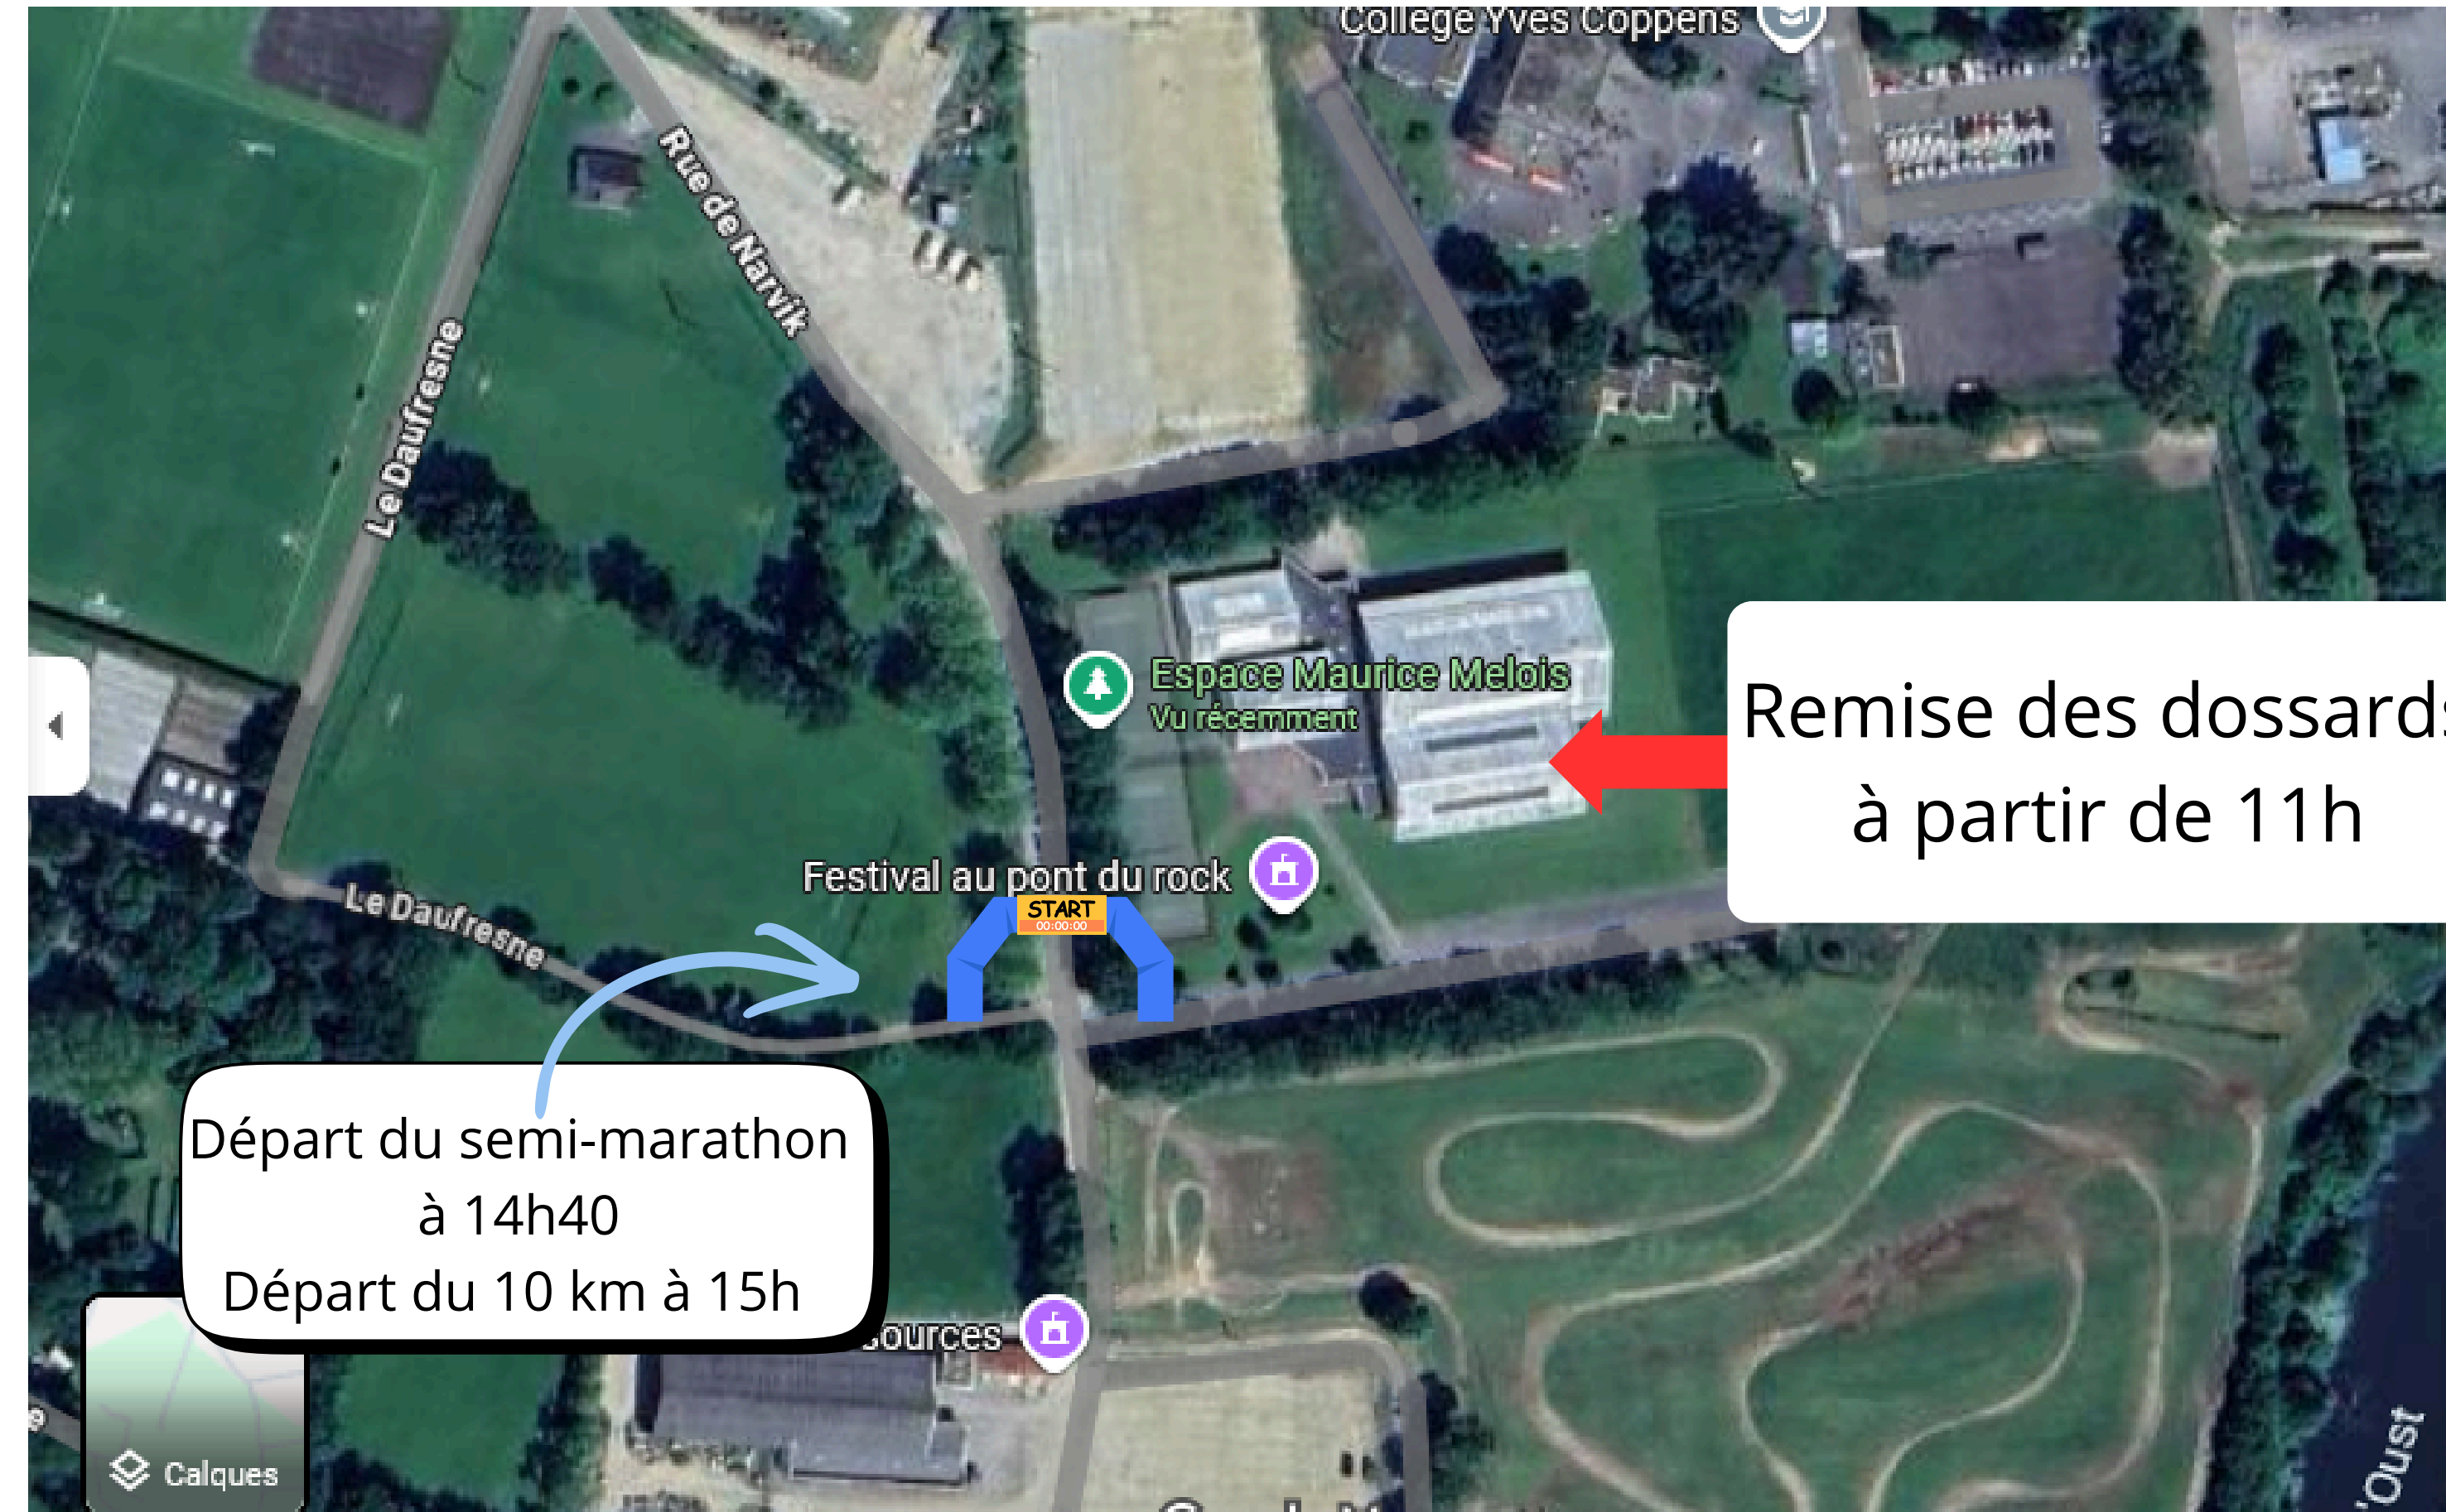 College Yves Coppens
Rue de Narvik
Le Daufresne
Espace Maurice Melois
Vu récemment
Remise des dossards
à partir de 11h
Festival au pont du rock
START
00:00:00
Le Daufresne
Départ du semi-marathon
à 14h40
Départ du 10 km à 15h
sources
Calques
'Oust